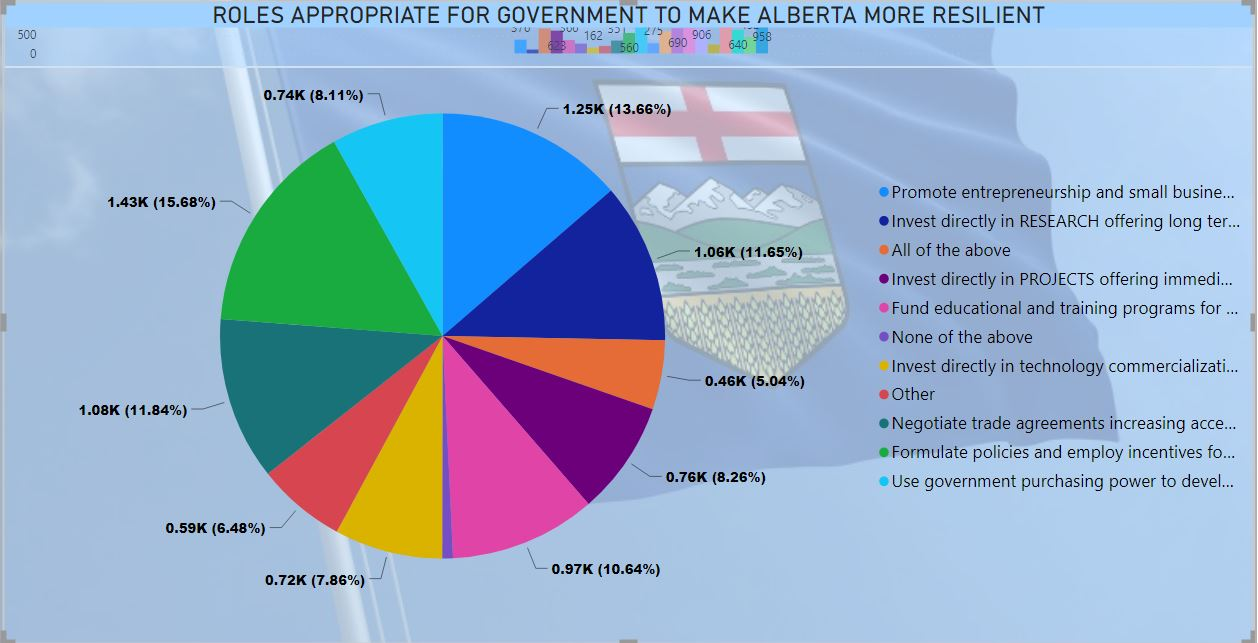 ROLES APPROPRIATE FOR GOVERNMENT TO MAKE ALBERTA MORE RESILIENT
500
0
623
162
560
275
690
906
640
958
0.74K (8.11%)
1.25K (13.66%)
1.43K (15.68%)
1.06K (11.65%)
0.46K (5.04%)
1.08K (11.84%)
0.76K (8.26%)
0.59K (6.48%)
0.97K (10.64%)
0.72K (7.86%)
Promote entrepreneurship and small busine...
Invest directly in RESEARCH offering long ter...
All of the above
Invest directly in PROJECTS offering immedi...
Fund educational and training programs for ...
None of the above
Invest directly in technology commercializati...
Other
Negotiate trade agreements increasing acce...
Formulate policies and employ incentives fo...
Use government purchasing power to devel...